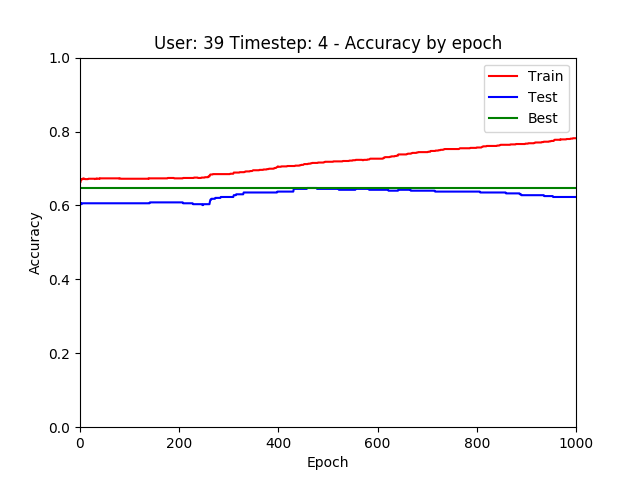 User: 39 Timestep: 4 - Accuracy by epoch
1.0
0.8
0.6
0.4
0.2
0.0
Accuracy
Train
Test
Best
0 200 400 600 800 1000
Epoch